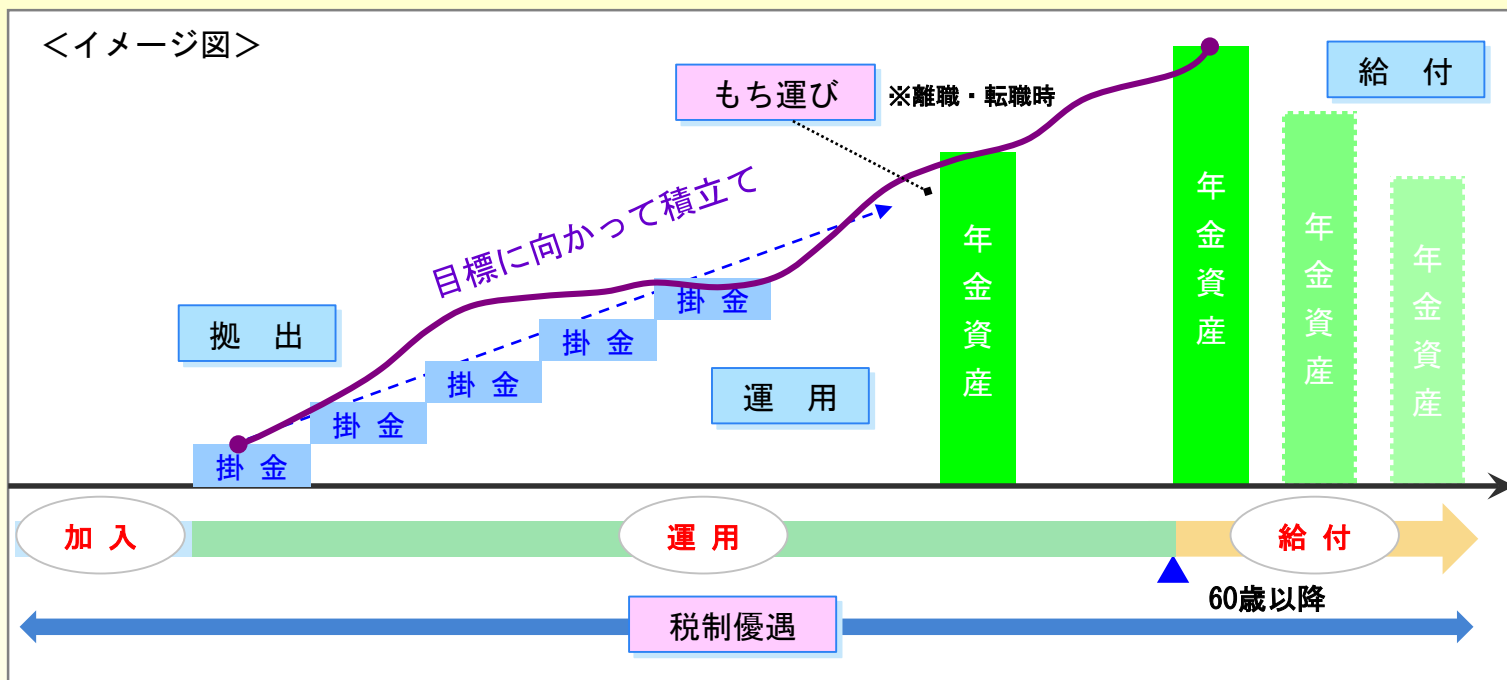 ＜イメージ図＞
給　付
もち運び
※離職・転職時
目標に向かって積立て
拠　出
運　用
掛 金
掛 金
掛 金
掛 金
掛 金
年金資産
年金資産
年金資産
年金資産
加 入
運 用
給 付
60歳以降
税制優遇